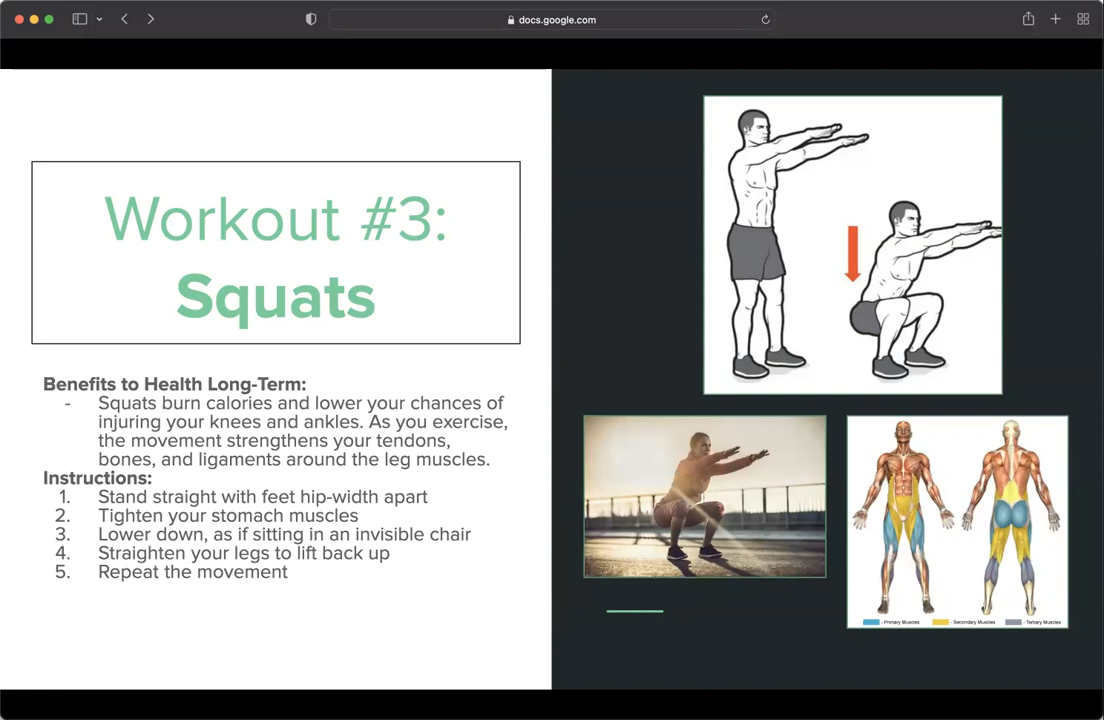 docs.google.com
Workout #3:
Squats
Benefits to Health Long-Term:
- Squats burn calories and lower your chances of
injuring your knees and ankles. As you exercise,
the movement strengthens your tendons,
bones, and ligaments around the leg muscles.
Instructions:
1. Stand straight with feet hip-width apart
2. Tighten your stomach muscles
3. Lower down, as if sitting in an invisible chair
4. Straighten your legs to lift back up
5. Repeat the movement
- Primary Muscles - Secondary Muscles - Tertiary Muscles